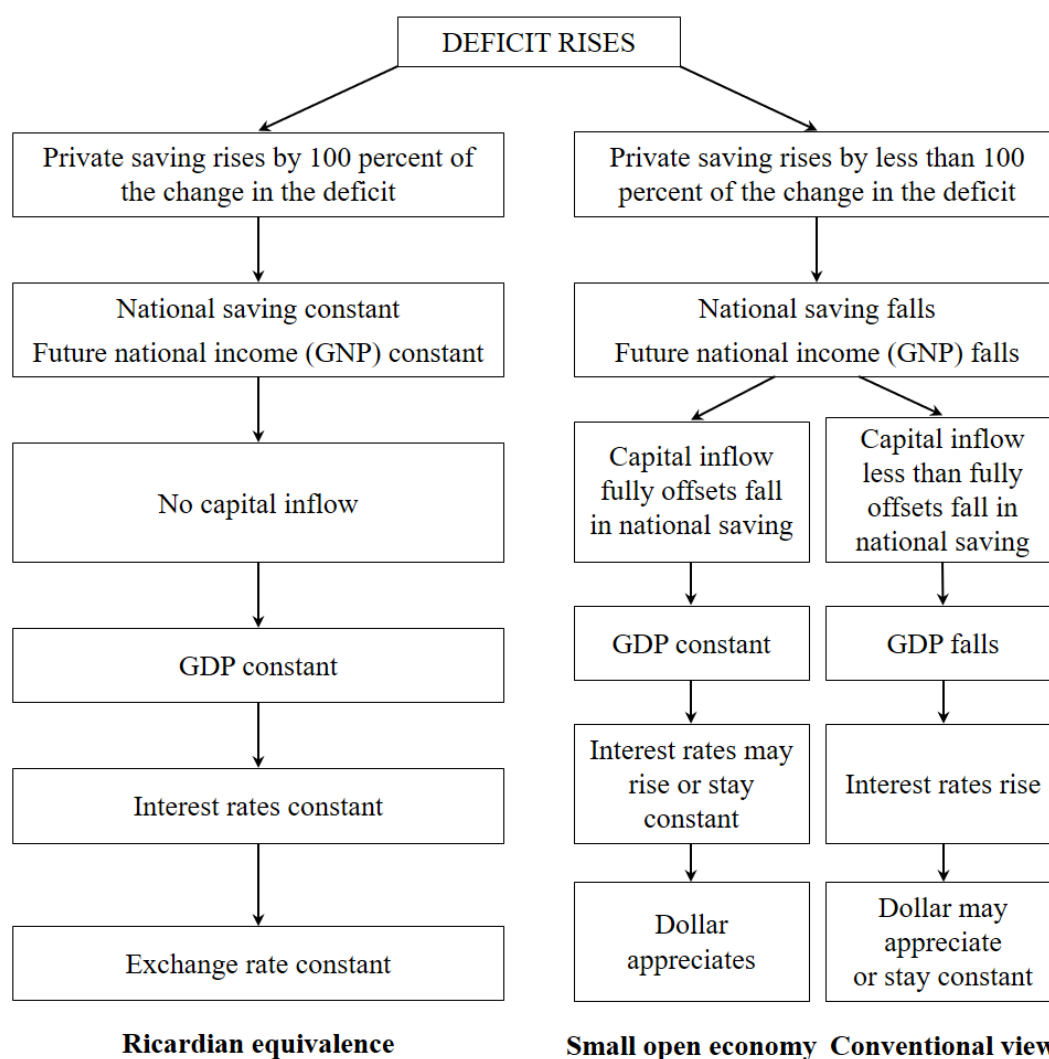 DEFICIT RISES
Private saving rises by 100 percent of
the change in the deficit
National saving constant
Future national income (GNP) constant
No capital inflow
GDP constant
Interest rates constant
Exchange rate constant
Ricardian equivalence
Private saving rises by less than 100
percent of the change in the deficit
National saving falls
Future national income (GNP) falls
Capital inflow
fully offsets fall
in national saving
GDP constant
Interest rates may
rise or stay
constant
Dollar
appreciates
Small open economy
Capital inflow
less than fully
offsets fall in
national saving
GDP falls
Interest rates rise
Dollar may
appreciate
or stay constant
Conventional view